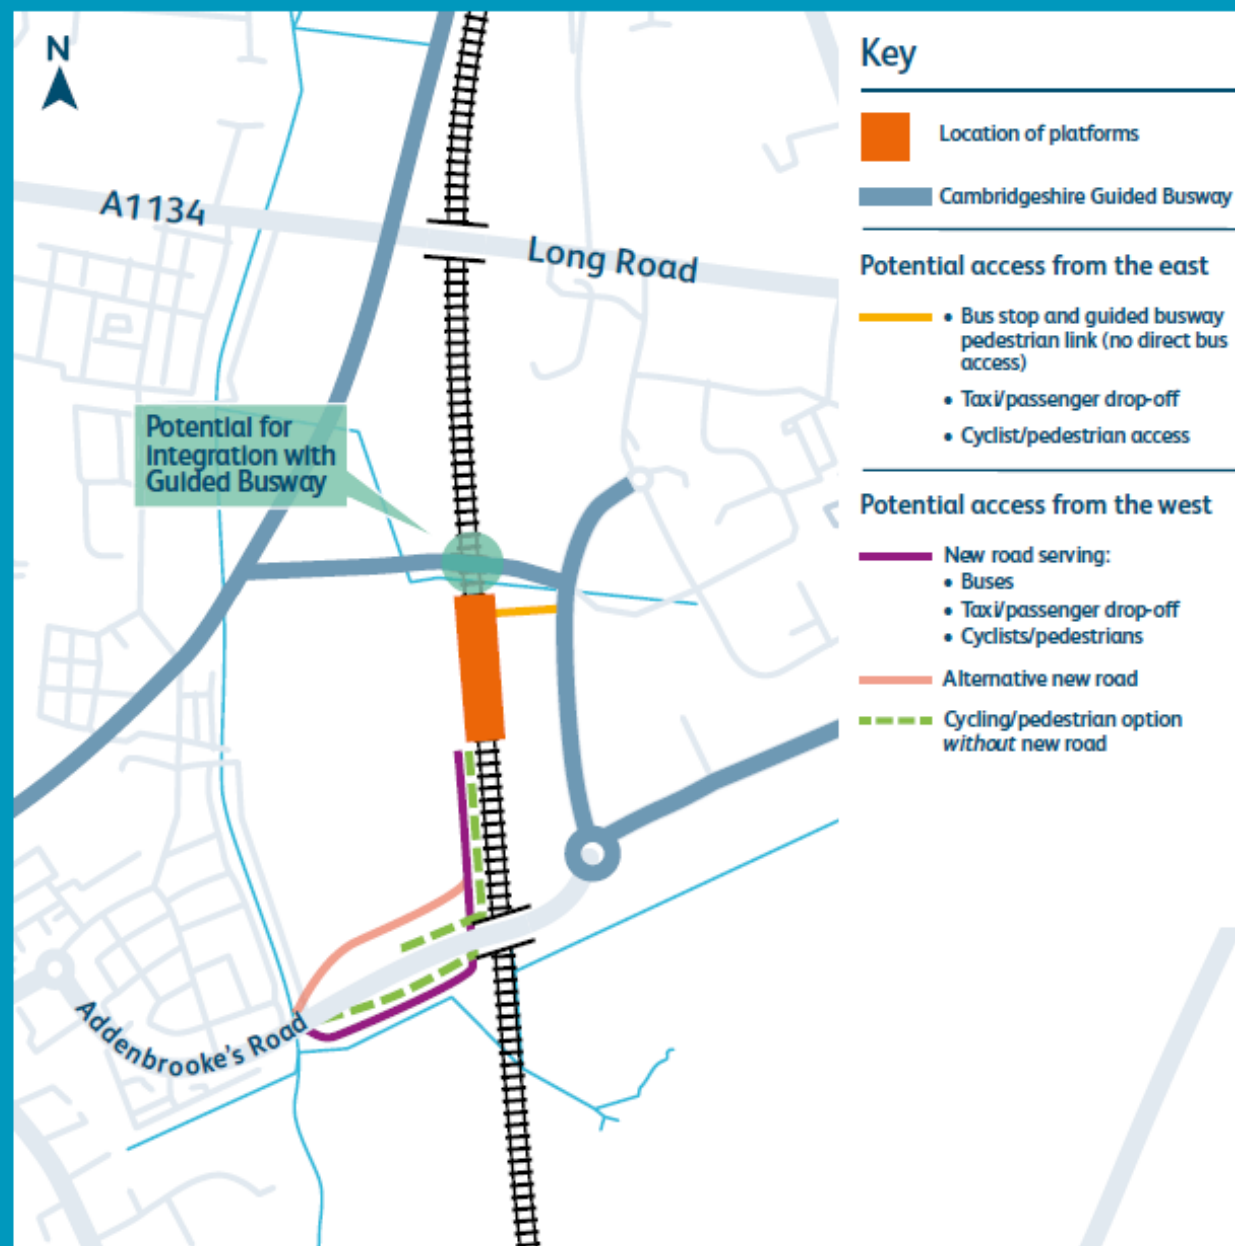 N
A1134
Long Road
Potential for
integration with
Guided Busway
Addenbrooke's Road
Key
Location of platforms
Cambridgeshire Guided Busway
Potential access from the east
• Bus stop and guided busway
pedestrian link (no direct bus
access)
• Taxi/passenger drop-off
• Cyclist/pedestrian access
Potential access from the west
New road serving:
• Buses
• Taxi/passenger drop-off
• Cyclists/pedestrians
Alternative new road
Cycling/pedestrian option
without new road